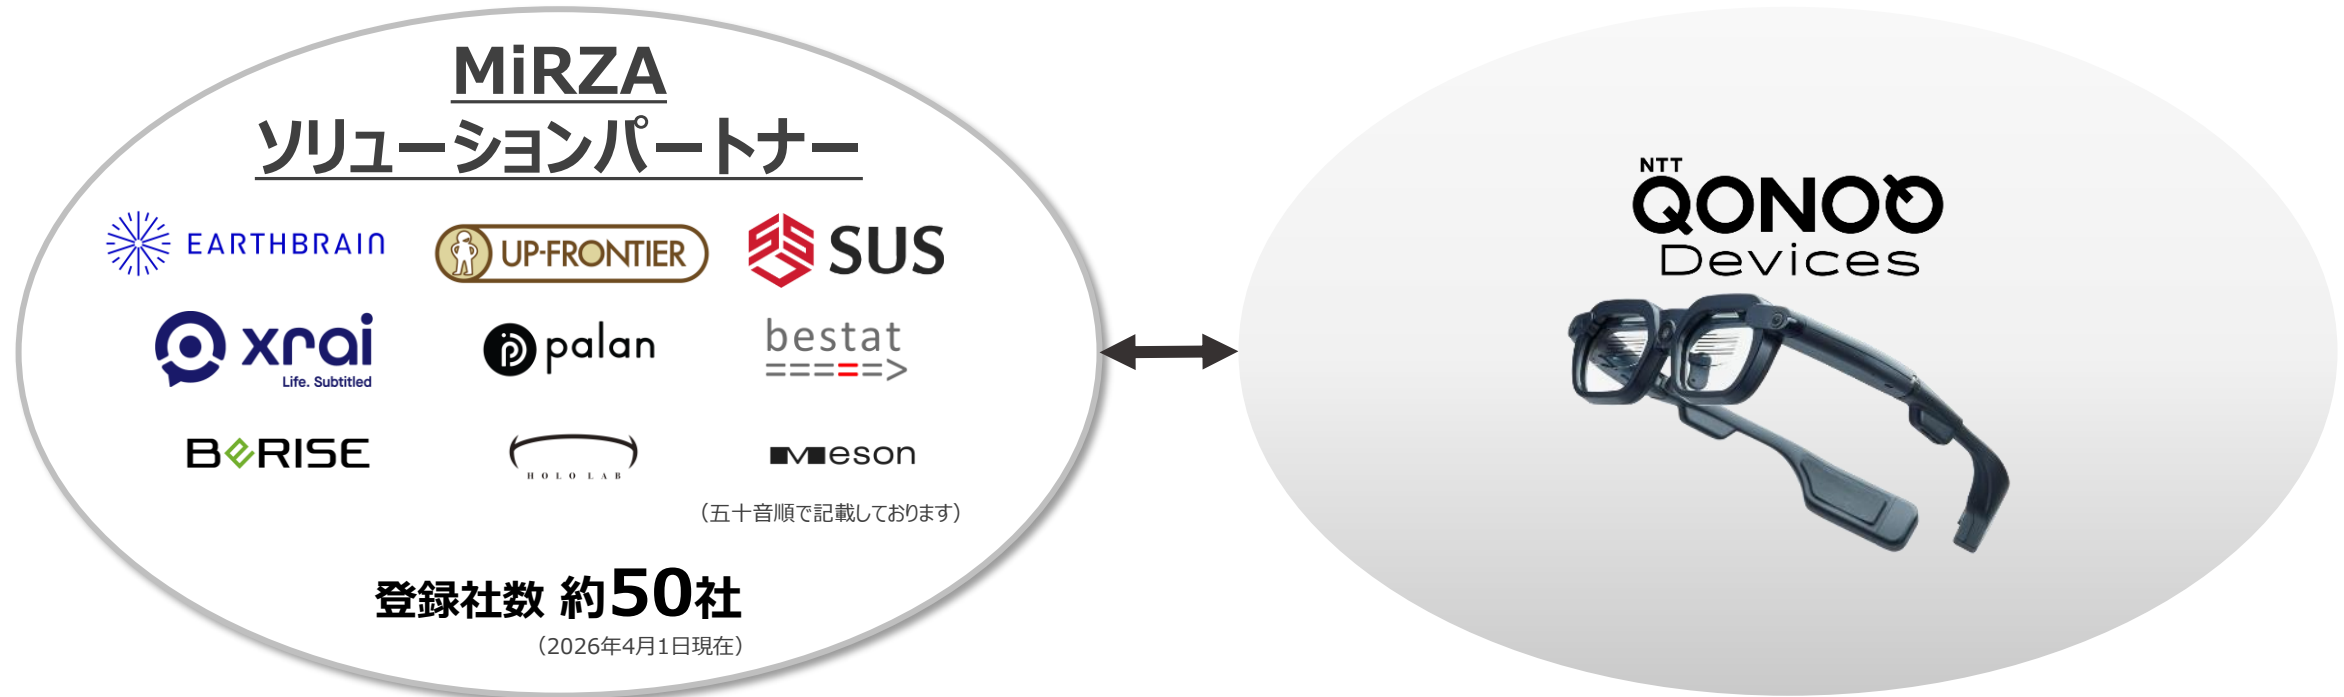 MiRZA
ソリューションパートナー
EARTHBRAIN
UP-FRONTIER
SUS
xrai
Life. Subtitled
palan
bestat
=====>
BeRISE
HOLO LAB
Meson
（五十音順で記載しております）
登録社数 約50社
（2026年4月1日現在）
NTT
QONOQ
Devices